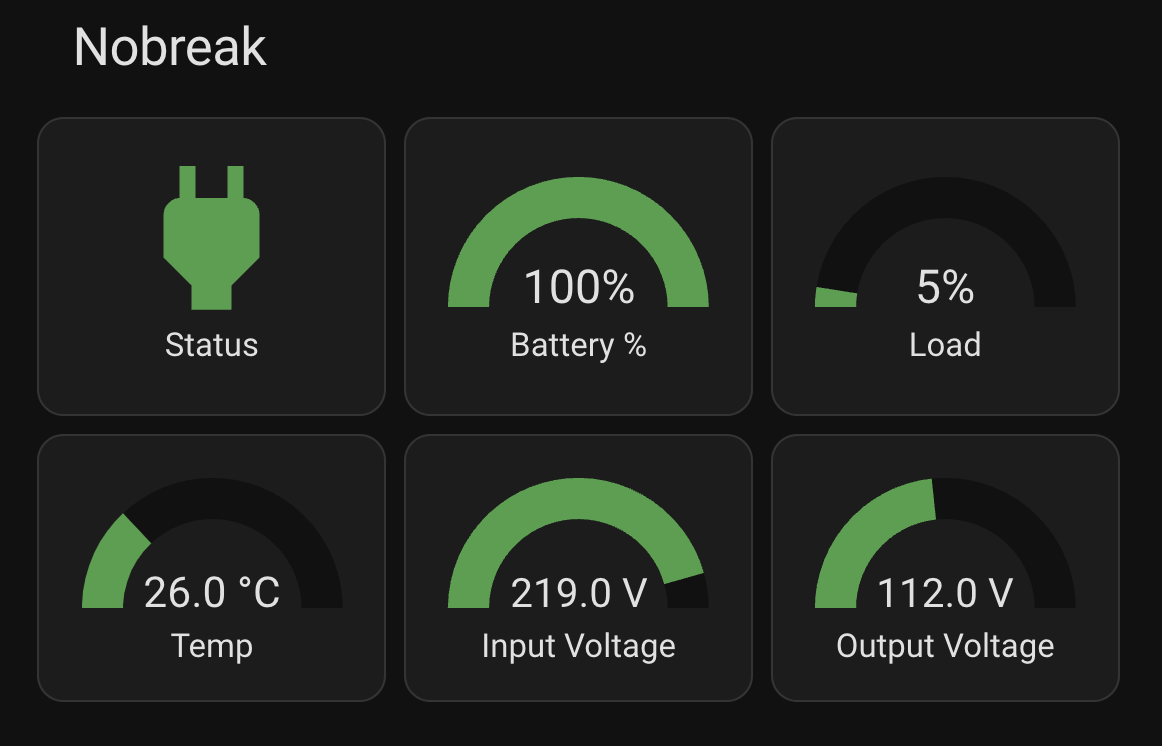 Nobreak
Status
100%
Battery %
5%
Load
26.0 °C
Temp
219.0 V
Input Voltage
112.0 V
Output Voltage